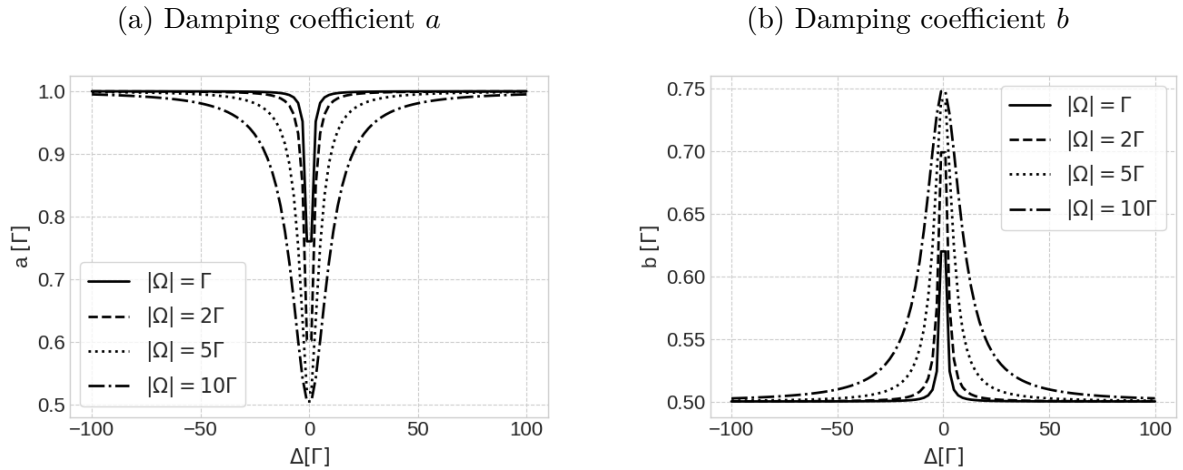 (a) Damping coefficient a
1.0
0.9
0.8
0.7
0.6
0.5
a [Γ]
|Ω| = Γ
|Ω| = 2Γ
|Ω| = 5Γ
|Ω| = 10Γ
−100 −50 0 50 100
Δ[Γ]
(b) Damping coefficient b
0.75
0.70
0.65
0.60
0.55
0.50
b [Γ]
|Ω| = Γ
|Ω| = 2Γ
|Ω| = 5Γ
|Ω| = 10Γ
−100 −50 0 50 100
Δ[Γ]